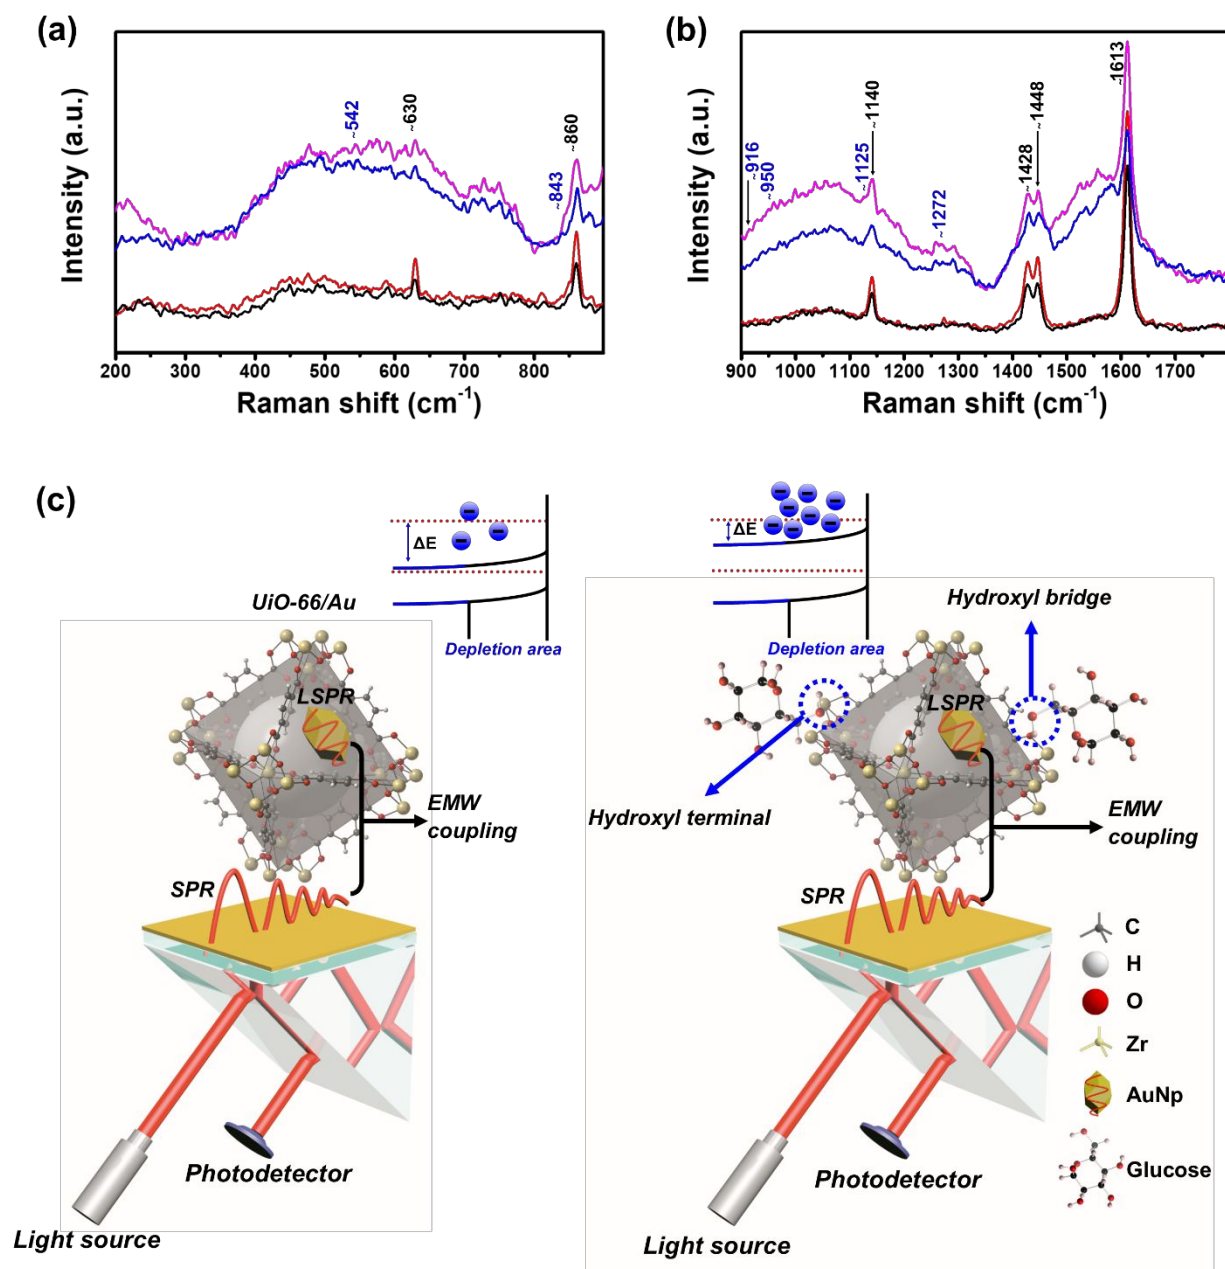 (a)
Intensity (a.u.)
~542
~630
~843
~860
200 300 400 500 600 700 800
Raman shift (cm⁻¹)
(b)
Intensity (a.u.)
~916
~950
~1125
~1140
~1272
~1428
~1448
~1613
900 1000 1100 1200 1300 1400 1500 1600 1700
Raman shift (cm⁻¹)
(c)
ΔE
UiO-66/Au
Depletion area
LSPR
EMW
coupling
SPR
Photodetector
Light source
ΔE
Depletion area
Hydroxyl bridge
LSPR
Hydroxyl terminal
EMW
coupling
SPR
Photodetector
Light source
C
H
O
Zr
AuNp
Glucose